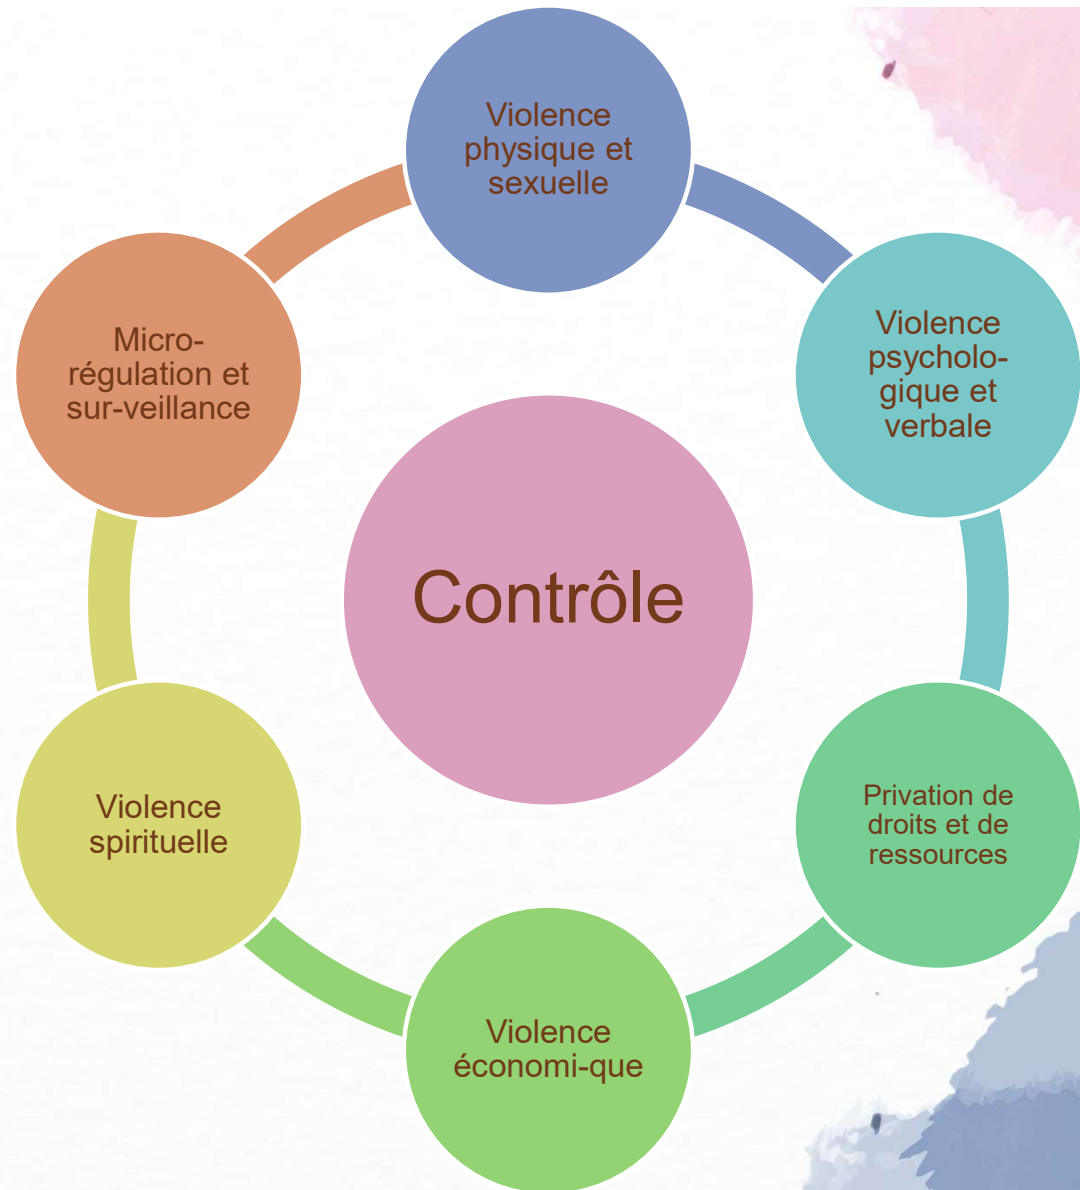 Violence
physique et
sexuelle
Violence
psycholo-
gique et
verbale
Privation de
droits et de
ressources
Violence
économi-que
Violence
spirituelle
Micro-
régulation et
sur-veillance
Contrôle